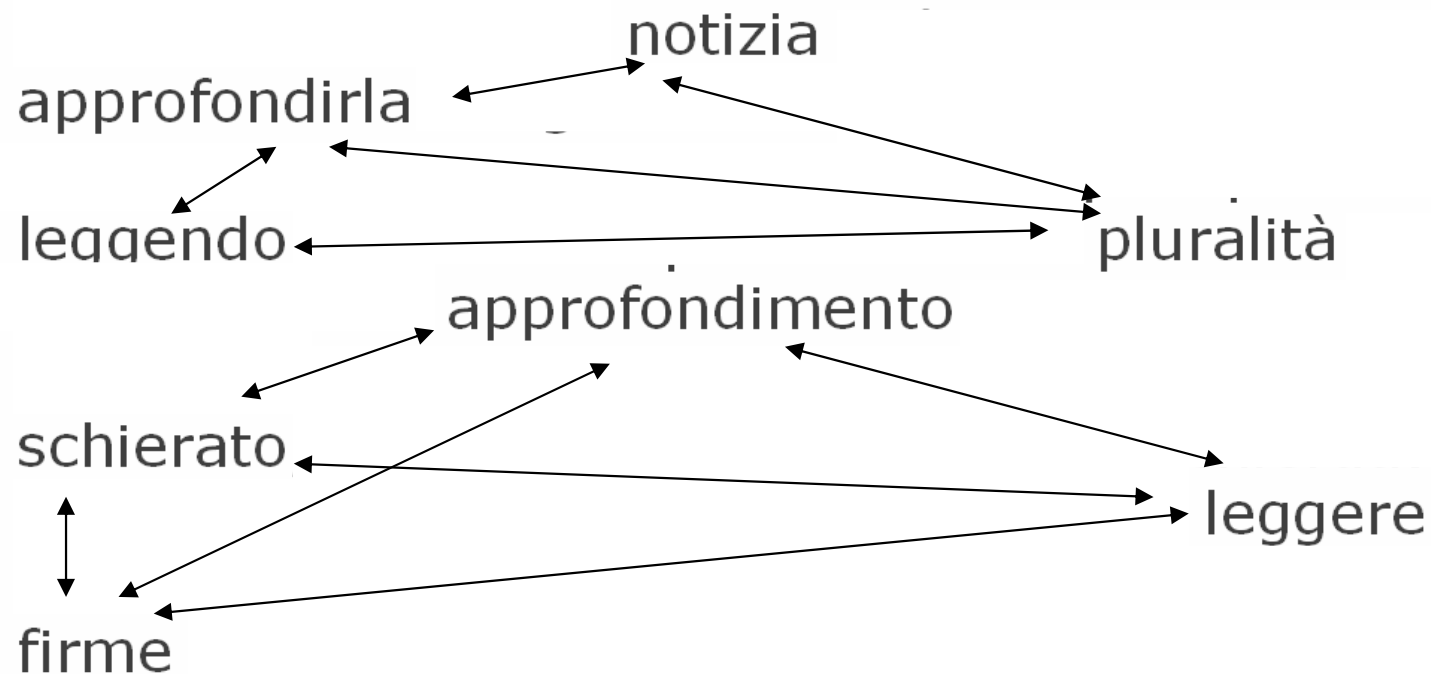 notizia
approfondirla
leggendo
pluralità
approfondimento
schierato
leggere
firme